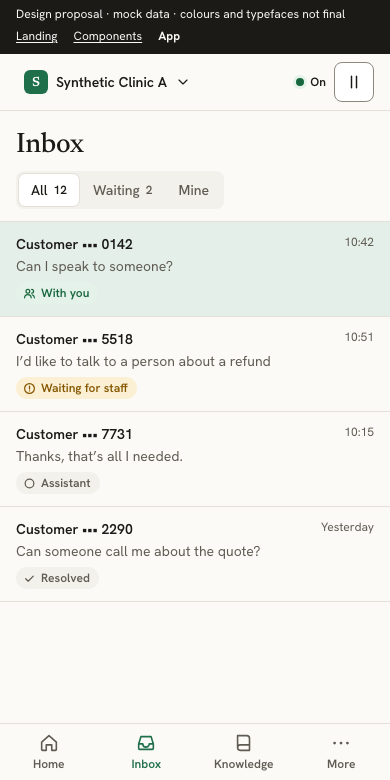 Design proposal · mock data · colours and typefaces not final
Landing Components App
S Synthetic Clinic A On
Inbox
All 12 Waiting 2 Mine
Customer ▪▪▪ 0142 10:42
Can I speak to someone?
With you
Customer ▪▪▪ 5518 10:51
I’d like to talk to a person about a refund
Waiting for staff
Customer ▪▪▪ 7731 10:15
Thanks, that’s all I needed.
Assistant
Customer ▪▪▪ 2290 Yesterday
Can someone call me about the quote?
Resolved
Home Inbox Knowledge More